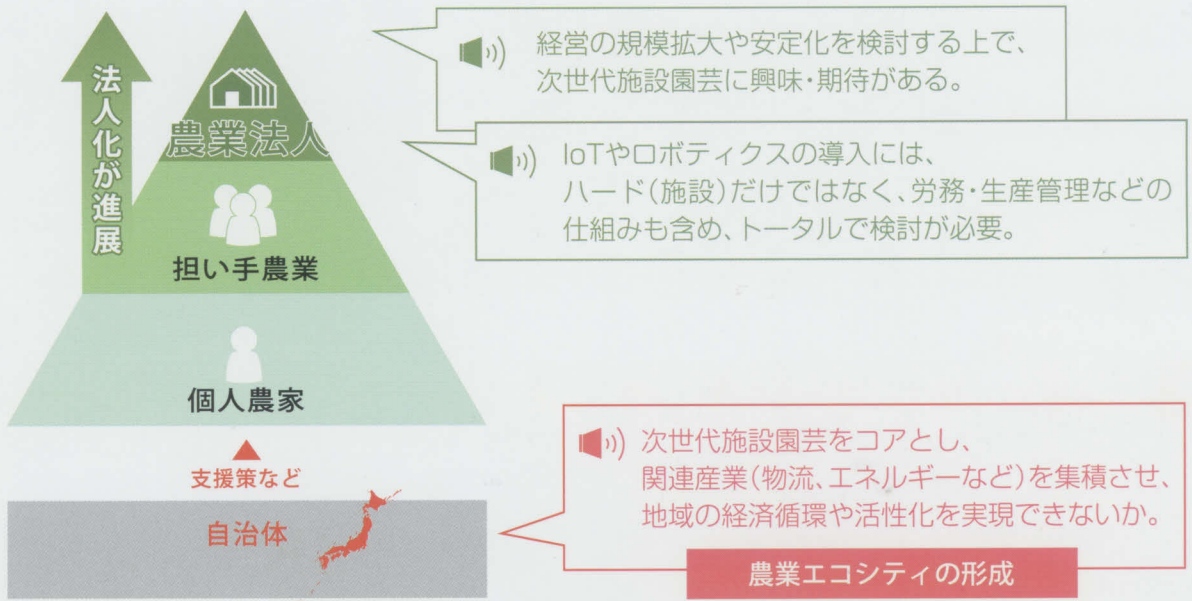 法人化が進展
農業法人
担い手農業
個人農家
支援策など
自治体
経営の規模拡大や安定化を検討する上で、
次世代施設園芸に興味・期待がある。
IoTやロボティクスの導入には、
ハード(施設)だけではなく、労務・生産管理などの
仕組みも含め、トータルで検討が必要。
次世代施設園芸をコアとし、
関連産業(物流、エネルギーなど)を集積させ、
地域の経済循環や活性化を実現できないか。
農業エコシティの形成